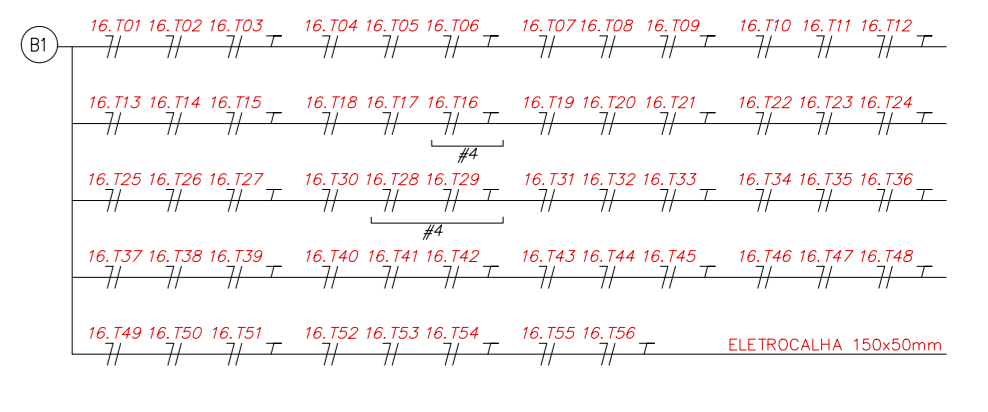 16.T01 16.T02 16.T03 16.T04 16.T05 16.T06 16.T07 16.T08 16.T09 16.T10 16.T11 16.T12
B1
16.T13 16.T14 16.T15 16.T18 16.T17 16.T16 16.T19 16.T20 16.T21 16.T22 16.T23 16.T24
#4
16.T25 16.T26 16.T27 16.T30 16.T28 16.T29 16.T31 16.T32 16.T33 16.T34 16.T35 16.T36
#4
16.T37 16.T38 16.T39 16.T40 16.T41 16.T42 16.T43 16.T44 16.T45 16.T46 16.T47 16.T48
16.T49 16.T50 16.T51 16.T52 16.T53 16.T54 16.T55 16.T56
ELETROCALHA 150x50mm